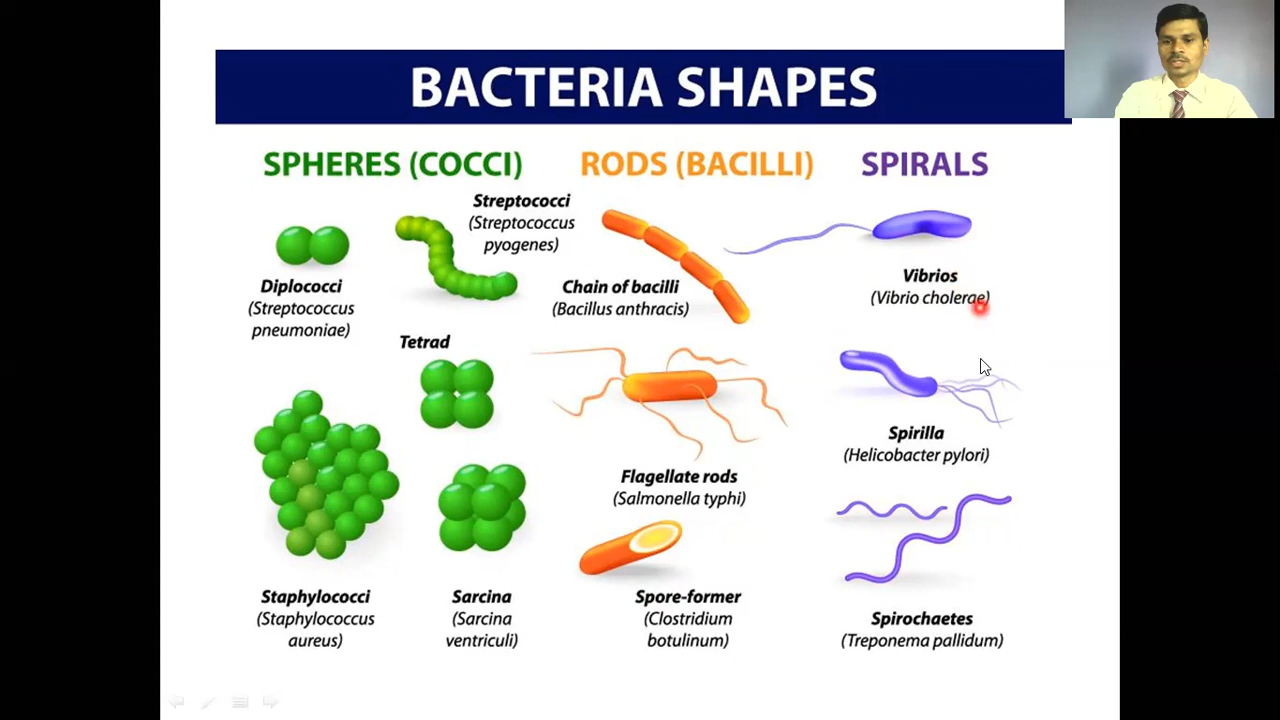 BACTERIA SHAPES
SPHERES (COCCI)
Diplococci
(Streptococcus
pneumoniae)
Streptococci
(Streptococcus
pyogenes)
Tetrad
Staphylococci
(Staphylococcus
aureus)
Sarcina
(Sarcina
ventriculi)
RODS (BACILLI)
Chain of bacilli
(Bacillus anthracis)
Flagellate rods
(Salmonella typhi)
Spore-former
(Clostridium
botulinum)
SPIRALS
Vibrios
(Vibrio cholerae)
Spirilla
(Helicobacter pylori)
Spirochaetes
(Treponema pallidum)